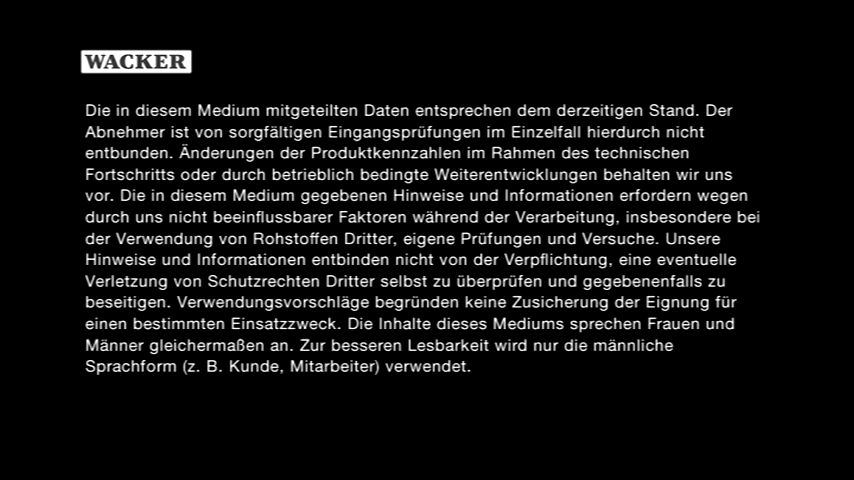 WACKER
Die in diesem Medium mitgeteilten Daten entsprechen dem derzeitigen Stand. Der
Abnehmer ist von sorgfältigen Eingangsprüfungen im Einzelfall hierdurch nicht
entbunden. Änderungen der Produktkennzahlen im Rahmen des technischen
Fortschritts oder durch betrieblich bedingte Weiterentwicklungen behalten wir uns
vor. Die in diesem Medium gegebenen Hinweise und Informationen erfordern wegen
durch uns nicht beeinflussbarer Faktoren während der Verarbeitung, insbesondere bei
der Verwendung von Rohstoffen Dritter, eigene Prüfungen und Versuche. Unsere
Hinweise und Informationen entbinden nicht von der Verpflichtung, eine eventuelle
Verletzung von Schutzrechten Dritter selbst zu überprüfen und gegebenenfalls zu
beseitigen. Verwendungsvorschläge begründen keine Zusicherung der Eignung für
einen bestimmten Einsatzzweck. Die Inhalte dieses Mediums sprechen Frauen und
Männer gleichermaßen an. Zur besseren Lesbarkeit wird nur die männliche
Sprachform (z. B. Kunde, Mitarbeiter) verwendet.